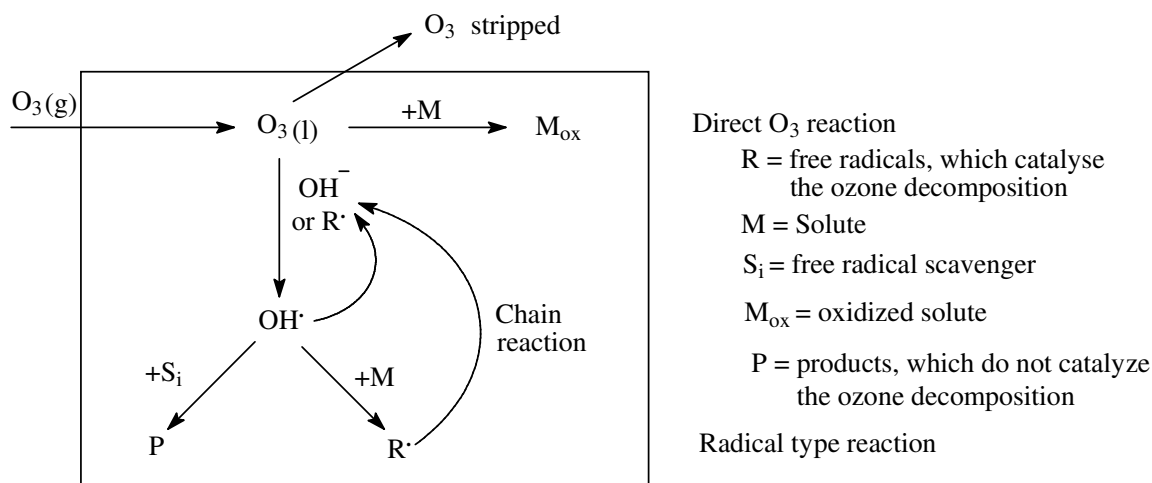 O₃ stripped
O₃(g)
O₃(l)
+M
Mₒₓ
OH⁻
or R·
OH·
Chain
reaction
+Sᵢ
+M
P
R·
Direct O₃ reaction
R = free radicals, which catalyse
the ozone decomposition
M = Solute
Sᵢ = free radical scavenger
Mₒₓ = oxidized solute
P = products, which do not catalyze
the ozone decomposition
Radical type reaction